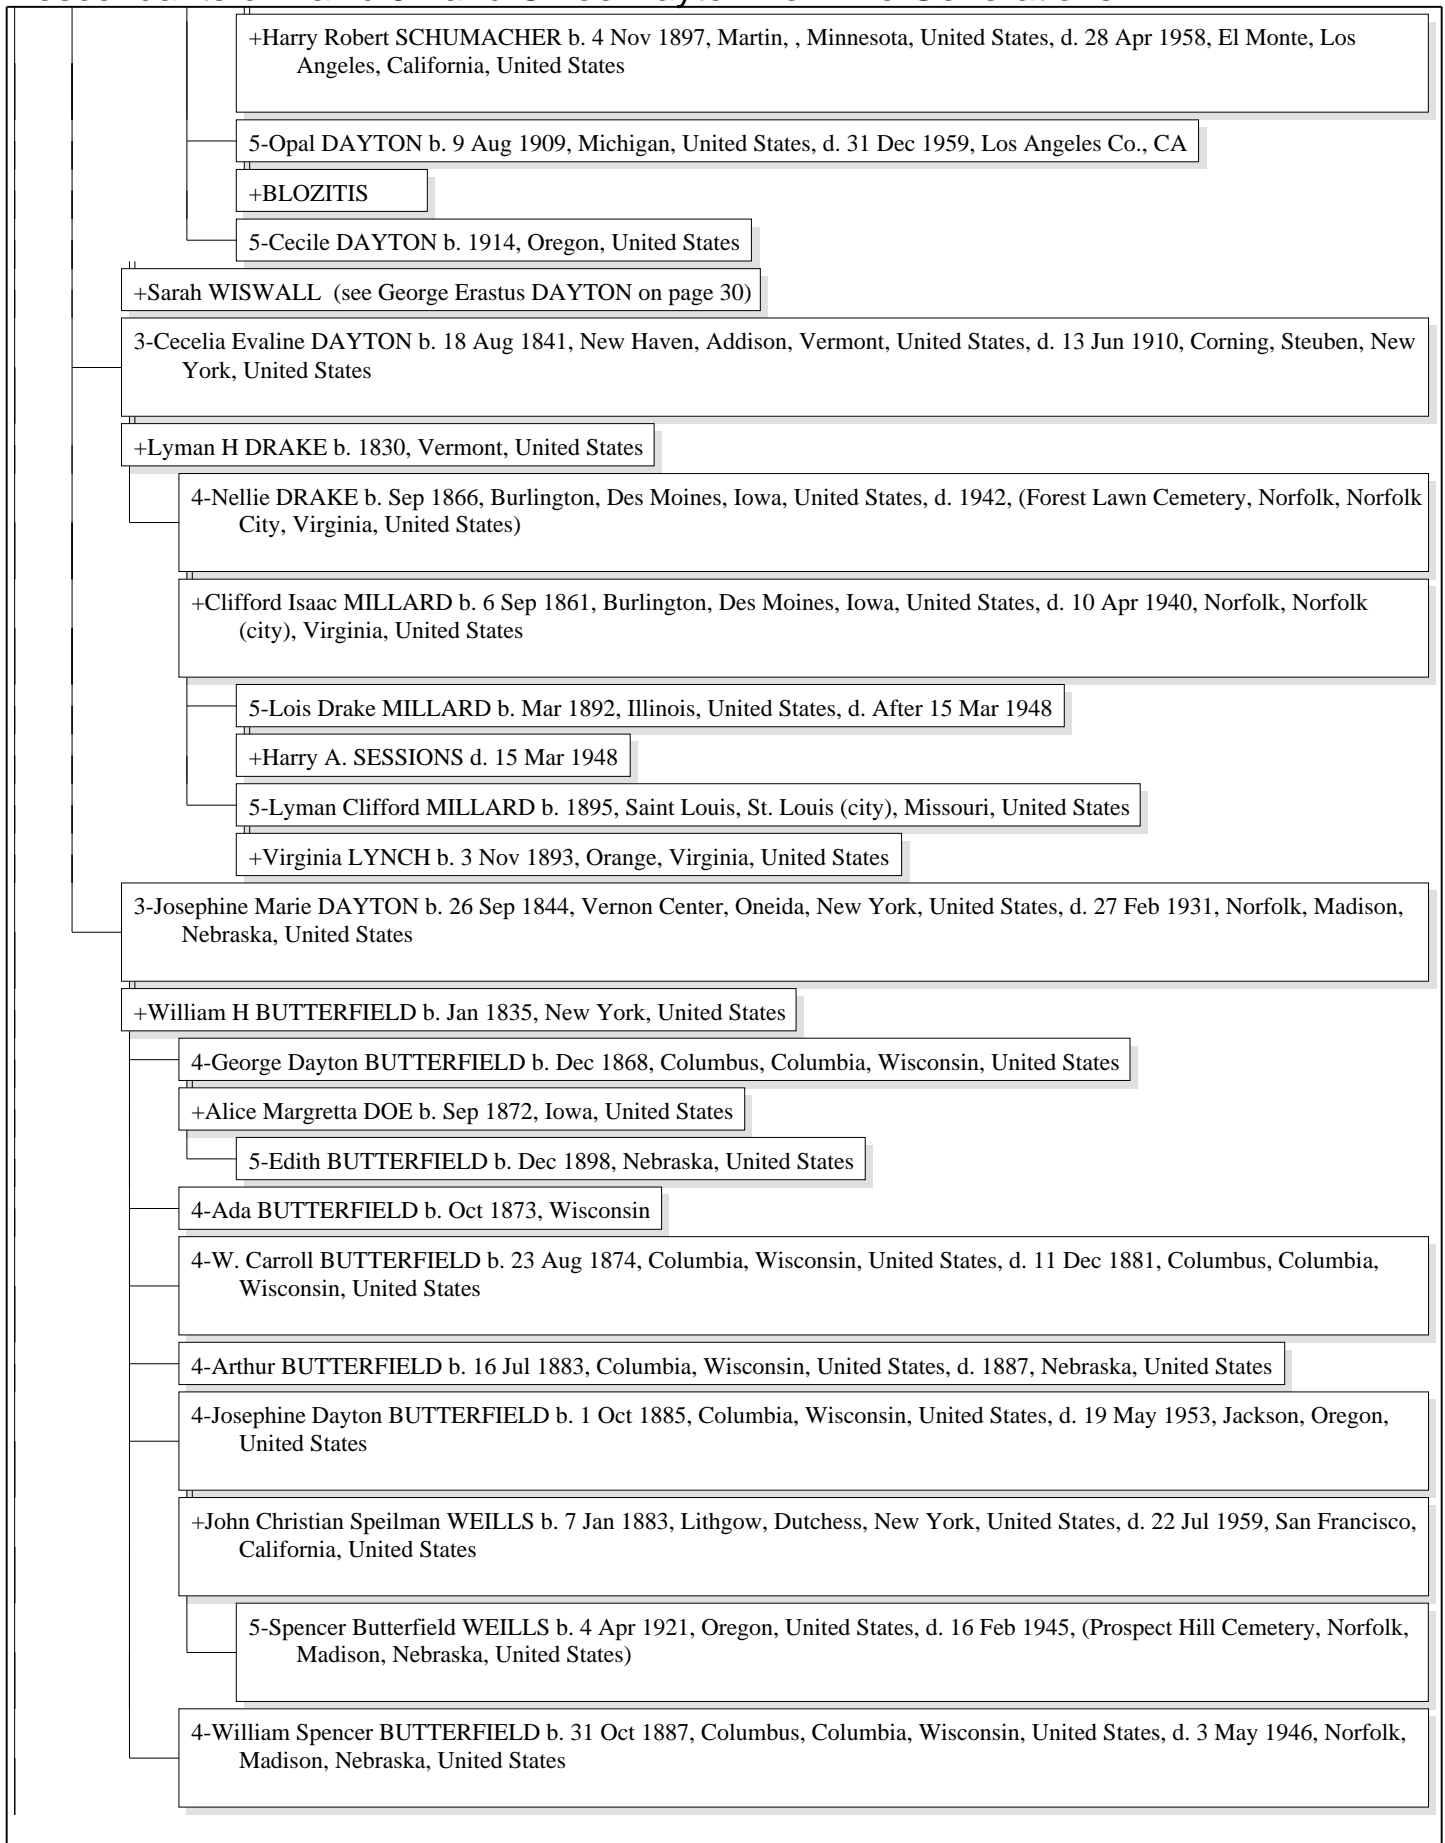 +Harry Robert SCHUMACHER b. 4 Nov 1897, Martin, , Minnesota, United States, d. 28 Apr 1958, El Monte, Los
Angeles, California, United States
5-Opal DAYTON b. 9 Aug 1909, Michigan, United States, d. 31 Dec 1959, Los Angeles Co., CA
+BLOZITIS
5-Cecile DAYTON b. 1914, Oregon, United States
+Sarah WISWALL (see George Erastus DAYTON on page 30)
3-Cecelia Evaline DAYTON b. 18 Aug 1841, New Haven, Addison, Vermont, United States, d. 13 Jun 1910, Corning, Steuben, New
York, United States
+Lyman H DRAKE b. 1830, Vermont, United States
4-Nellie DRAKE b. Sep 1866, Burlington, Des Moines, Iowa, United States, d. 1942, (Forest Lawn Cemetery, Norfolk, Norfolk
City, Virginia, United States)
+Clifford Isaac MILLARD b. 6 Sep 1861, Burlington, Des Moines, Iowa, United States, d. 10 Apr 1940, Norfolk, Norfolk
(city), Virginia, United States
5-Lois Drake MILLARD b. Mar 1892, Illinois, United States, d. After 15 Mar 1948
+Harry A. SESSIONS d. 15 Mar 1948
5-Lyman Clifford MILLARD b. 1895, Saint Louis, St. Louis (city), Missouri, United States
+Virginia LYNCH b. 3 Nov 1893, Orange, Virginia, United States
3-Josephine Marie DAYTON b. 26 Sep 1844, Vernon Center, Oneida, New York, United States, d. 27 Feb 1931, Norfolk, Madison,
Nebraska, United States
+William H BUTTERFIELD b. Jan 1835, New York, United States
4-George Dayton BUTTERFIELD b. Dec 1868, Columbus, Columbia, Wisconsin, United States
+Alice Margretta DOE b. Sep 1872, Iowa, United States
5-Edith BUTTERFIELD b. Dec 1898, Nebraska, United States
4-Ada BUTTERFIELD b. Oct 1873, Wisconsin
4-W. Carroll BUTTERFIELD b. 23 Aug 1874, Columbia, Wisconsin, United States, d. 11 Dec 1881, Columbus, Columbia,
Wisconsin, United States
4-Arthur BUTTERFIELD b. 16 Jul 1883, Columbia, Wisconsin, United States, d. 1887, Nebraska, United States
4-Josephine Dayton BUTTERFIELD b. 1 Oct 1885, Columbia, Wisconsin, United States, d. 19 May 1953, Jackson, Oregon,
United States
+John Christian Speilman WEILLS b. 7 Jan 1883, Lithgow, Dutchess, New York, United States, d. 22 Jul 1959, San Francisco,
California, United States
5-Spencer Butterfield WEILLS b. 4 Apr 1921, Oregon, United States, d. 16 Feb 1945, (Prospect Hill Cemetery, Norfolk,
Madison, Nebraska, United States)
4-William Spencer BUTTERFIELD b. 31 Oct 1887, Columbus, Columbia, Wisconsin, United States, d. 3 May 1946, Norfolk,
Madison, Nebraska, United States